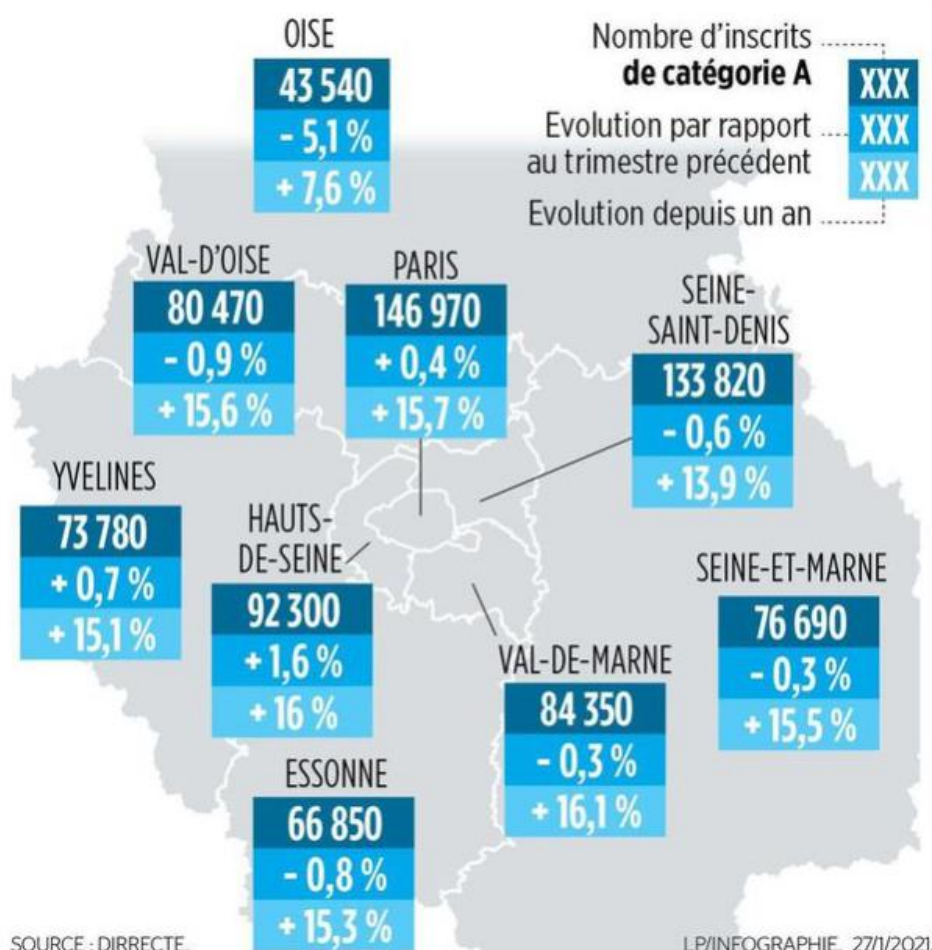 OISE
43 540
- 5,1 %
+ 7,6 %
Nombre d'inscrits
de catégorie A
XXX
Evolution par rapport
au trimestre précédent
XXX
Evolution depuis un an
XXX
VAL-D'OISE
80 470
- 0,9 %
+ 15,6 %
PARIS
146 970
+ 0,4 %
+ 15,7 %
SEINE-
SAINT-DENIS
133 820
- 0,6 %
+ 13,9 %
YVELINES
73 780
+ 0,7 %
+ 15,1 %
HAUTS-
DE-SEINE
92 300
+ 1,6 %
+ 16 %
VAL-DE-MARNE
84 350
- 0,3 %
+ 16,1 %
SEINE-ET-MARNE
76 690
- 0,3 %
+ 15,5 %
ESSONNE
66 850
- 0,8 %
+ 15,3 %
SOURCE : DIRRECTE.
LP/INFOGRAPHIE. 27/1/2021